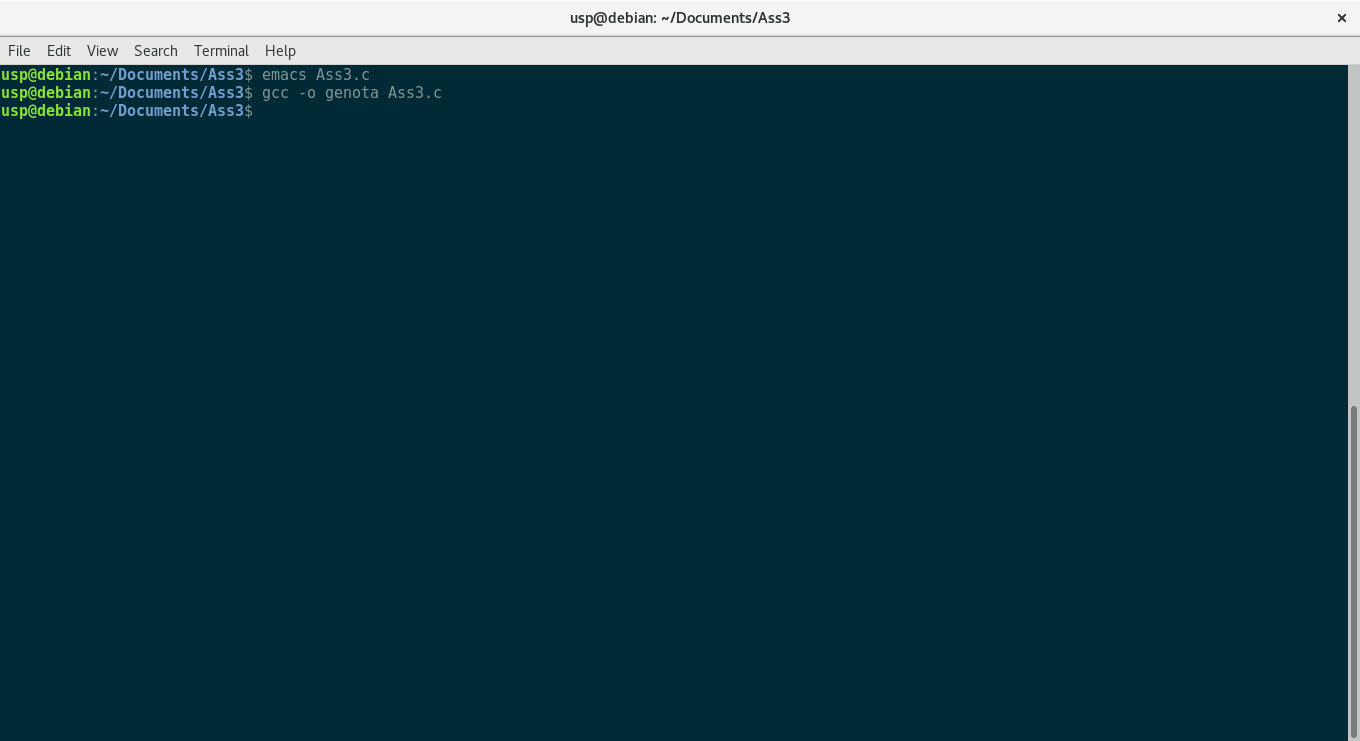 usp@debian: ~/Documents/Ass3 ×
File Edit View Search Terminal Help
usp@debian:~/Documents/Ass3$ emacs Ass3.c
usp@debian:~/Documents/Ass3$ gcc -o genota Ass3.c
usp@debian:~/Documents/Ass3$